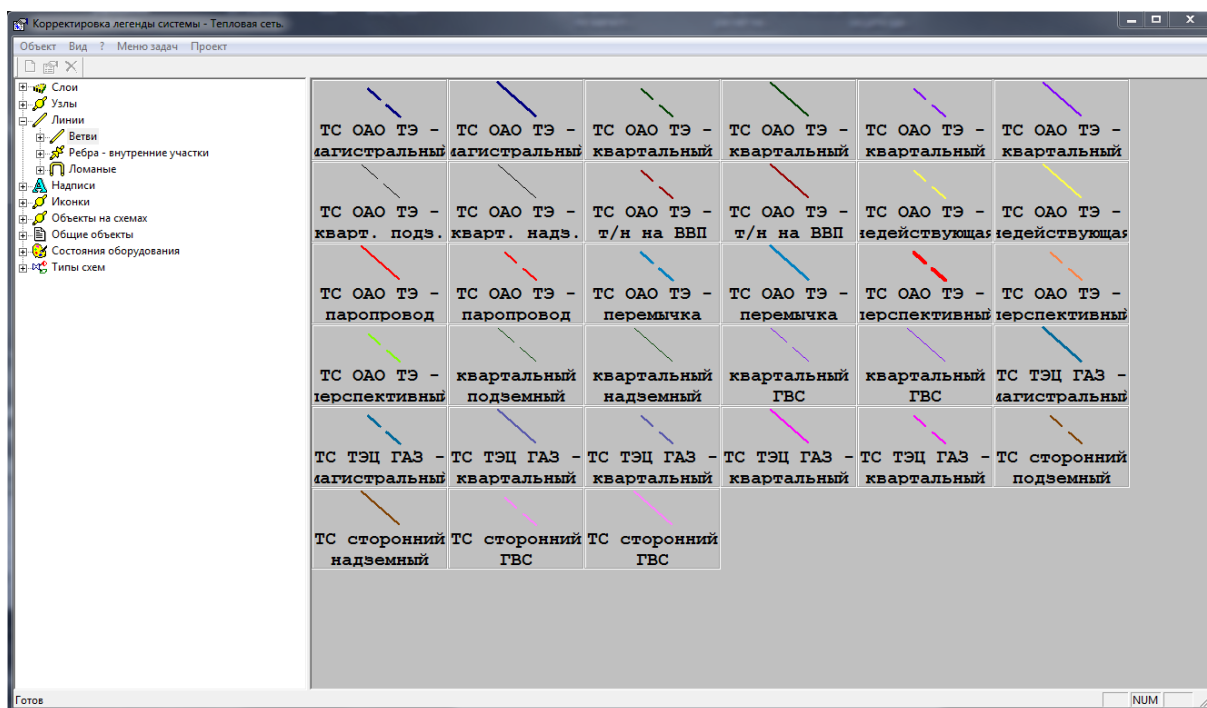 Корректировка легенды системы - Тепловая сеть.
Объект Вид ? Меню задач Проект
Слои
Узлы
Линии
Ветви
Ребра - внутренние участки
Ломаные
Надписи
Иконки
Объекты на схемах
Общие объекты
Состояния оборудования
Типы схем
ТС ОАО ТЭ - ТС ОАО ТЭ - ТС ОАО ТЭ - ТС ОАО ТЭ - ТС ОАО ТЭ - ТС ОАО ТЭ -
магистральный магистральный квартальный квартальный квартальный квартальный
ТС ОАО ТЭ - ТС ОАО ТЭ - ТС ОАО ТЭ - ТС ОАО ТЭ - ТС ОАО ТЭ - ТС ОАО ТЭ -
кварт. подз. кварт. надз. т/н на ВВП т/н на ВВП недействующая недействующая
ТС ОАО ТЭ - ТС ОАО ТЭ - ТС ОАО ТЭ - ТС ОАО ТЭ - ТС ОАО ТЭ - ТС ОАО ТЭ -
паропровод паропровод перемычка перемычка перспективный перспективный
ТС ОАО ТЭ - квартальный квартальный квартальный квартальный ТС ТЭЦ ГАЗ -
перспективный подземный надземный ГВС ГВС магистральный
ТС ТЭЦ ГАЗ - ТС ТЭЦ ГАЗ - ТС ТЭЦ ГАЗ - ТС ТЭЦ ГАЗ - ТС ТЭЦ ГАЗ - ТС сторонний
магистральный квартальный квартальный квартальный квартальный подземный
ТС сторонний ТС сторонний ТС сторонний
надземный ГВС ГВС
Готов
NUM